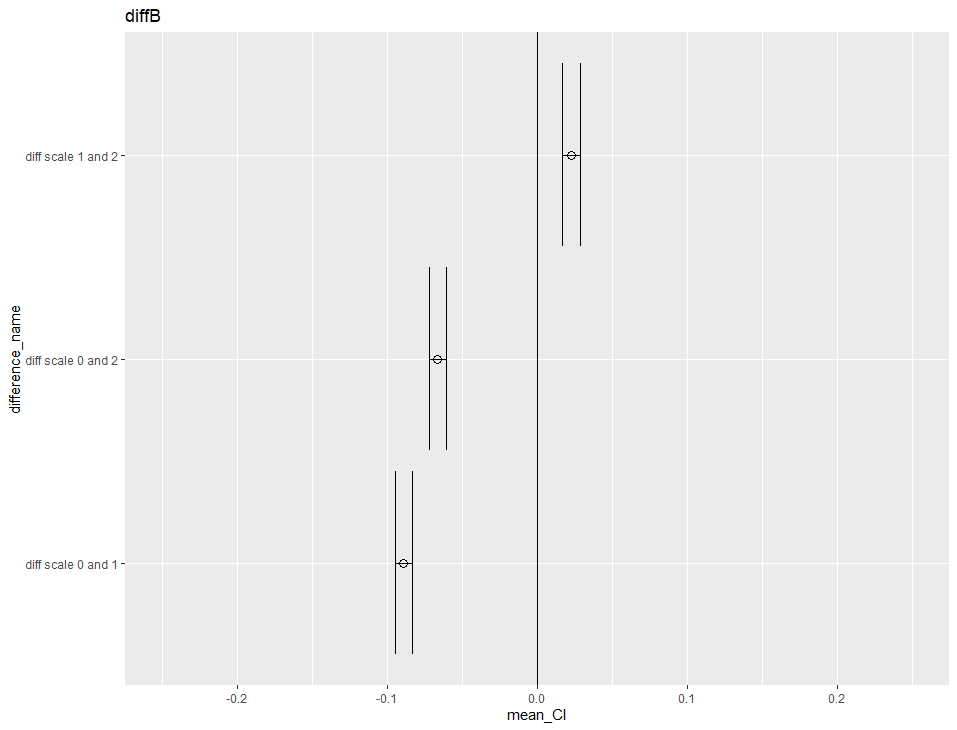 diffB
difference_name
diff scale 1 and 2
diff scale 0 and 2
diff scale 0 and 1
-0.2 -0.1 0.0 0.1 0.2
mean_CI